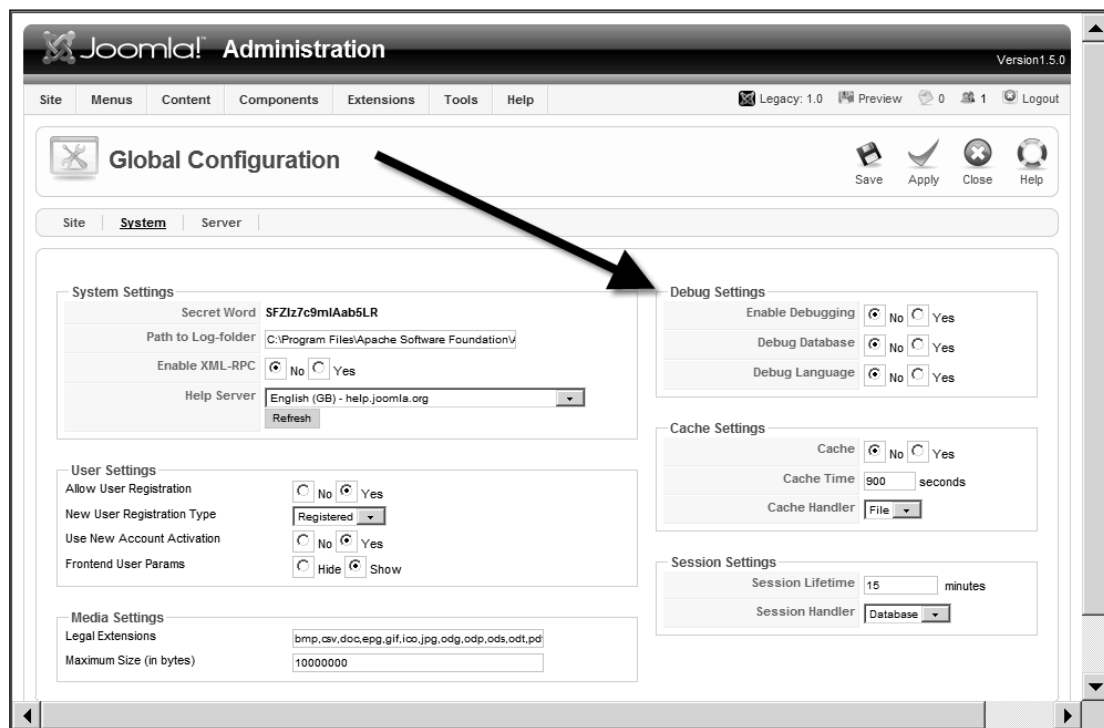 Joomla! Administration
Version1.5.0
Site Menus Content Components Extensions Tools Help Legacy: 1.0 Preview 0 1 Logout
Global Configuration
Save Apply Close Help
Site System Server
System Settings
Secret Word SFZIz7c9mlAab5LR
Path to Log-folder C:\Program Files\Apache Software Foundation\A
Enable XML-RPC No Yes
Help Server English (GB) - help.joomla.org
Refresh
User Settings
Allow User Registration No Yes
New User Registration Type Registered
Use New Account Activation No Yes
Frontend User Params Hide Show
Media Settings
Legal Extensions bmp,csv,doc,epg,gif,ico,jpg,odg,odp,ods,odt,pdf
Maximum Size (in bytes) 10000000
Debug Settings
Enable Debugging No Yes
Debug Database No Yes
Debug Language No Yes
Cache Settings
Cache No Yes
Cache Time 900 seconds
Cache Handler File
Session Settings
Session Lifetime 15 minutes
Session Handler Database